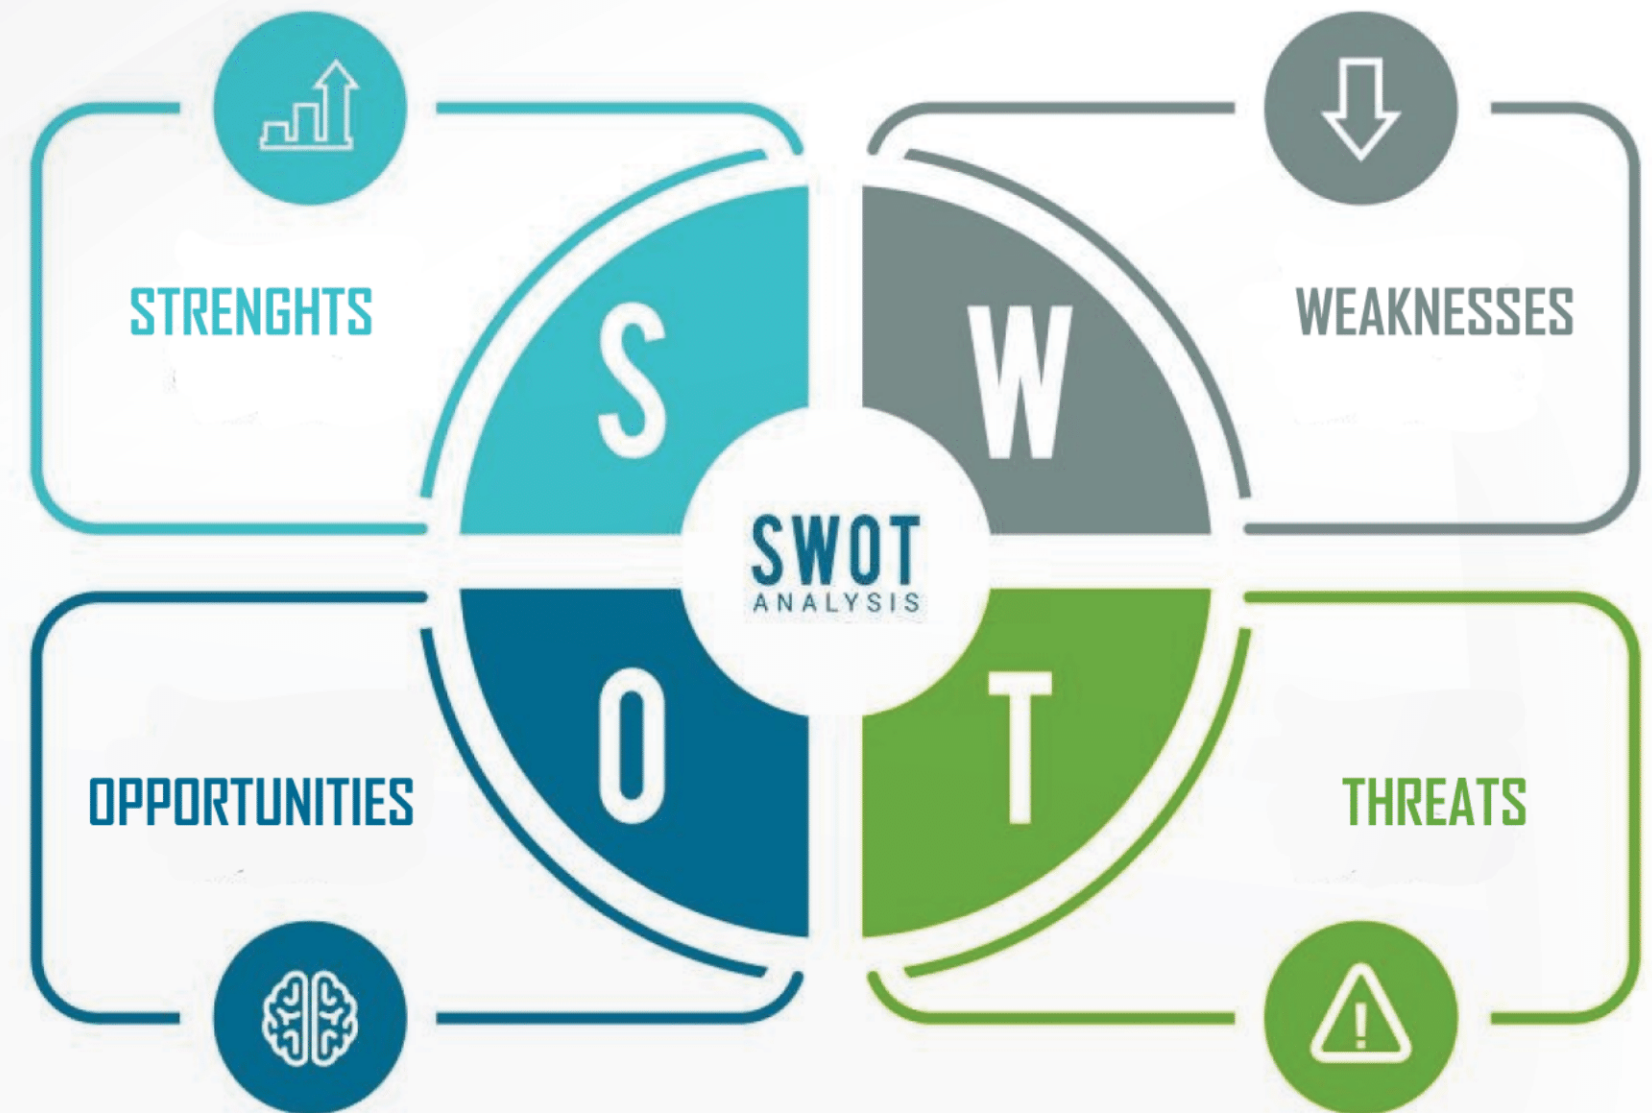 STRENGHTS
WEAKNESSES
S
W
SWOT
ANALYSIS
O
T
OPPORTUNITIES
THREATS
!